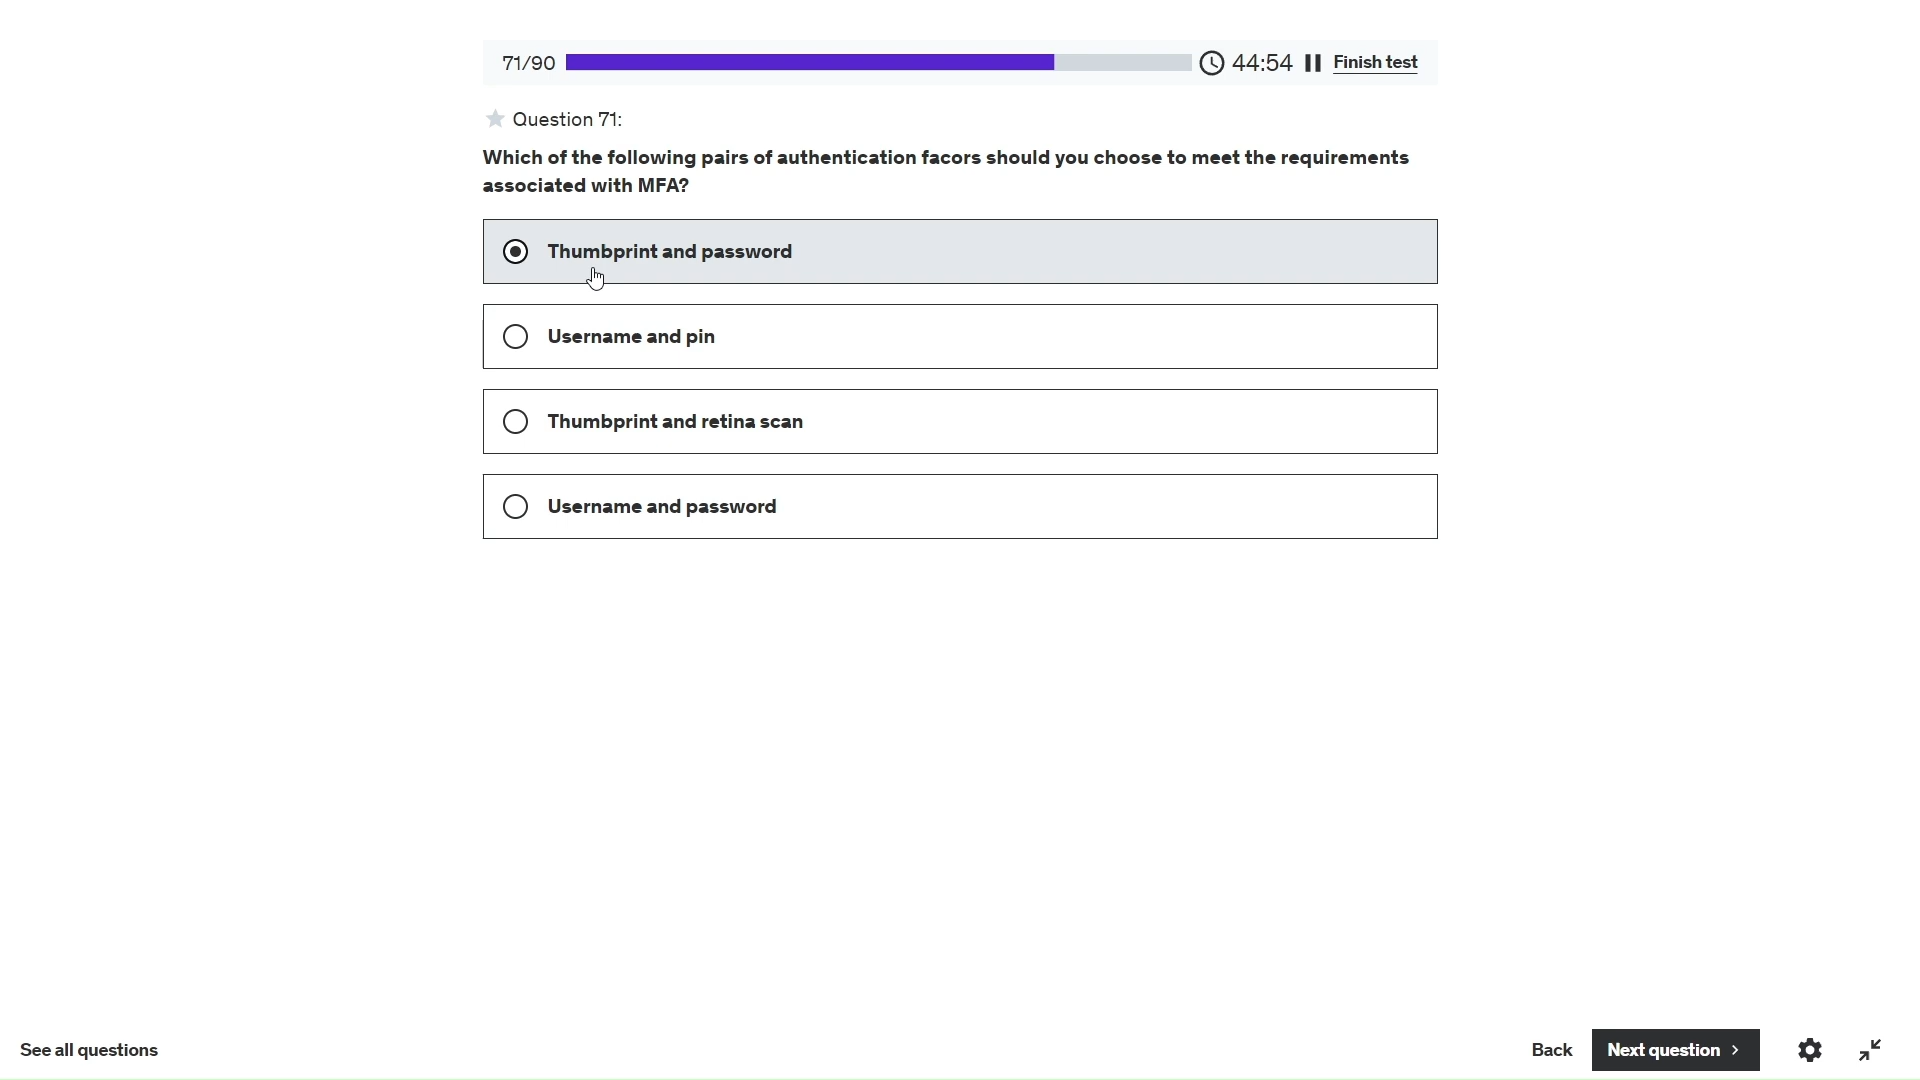 71/90
44:54
Finish test
Question 71:
Which of the following pairs of authentication facors should you choose to meet the requirements
associated with MFA?
Thumbprint and password
Username and pin
Thumbprint and retina scan
Username and password
See all questions
Back
Next question